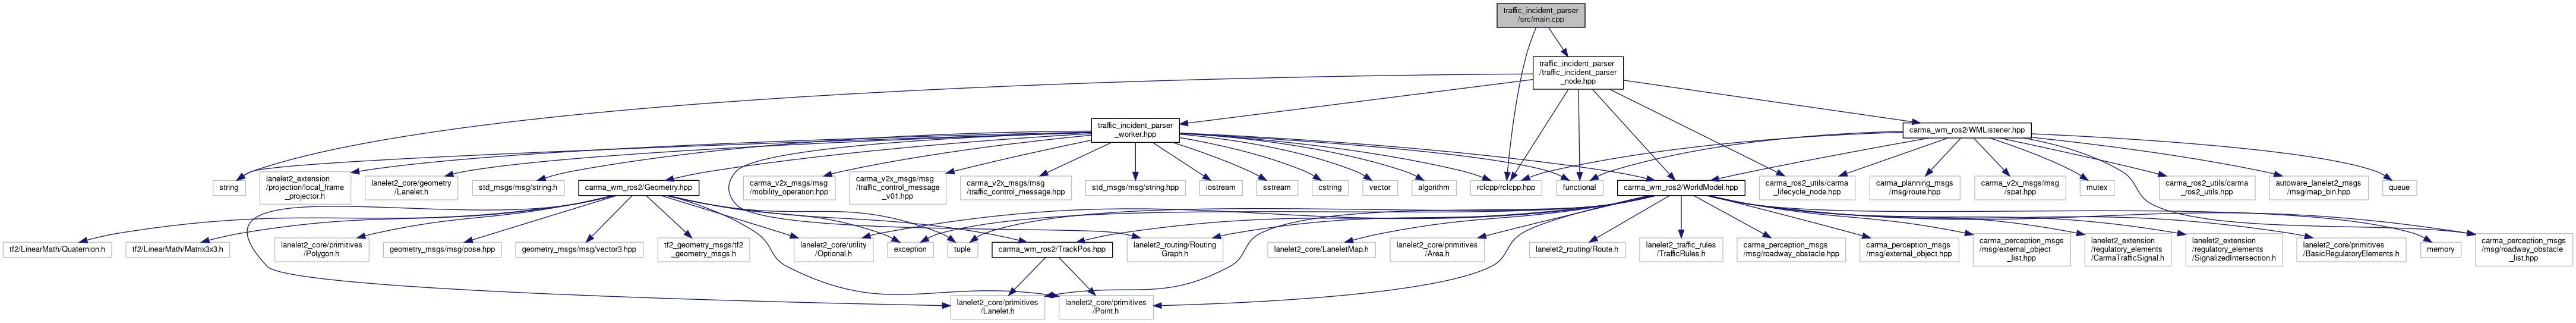 traffic_incident_parser
/src/main.cpp
traffic_incident_parser
/traffic_incident_parser
_node.hpp
traffic_incident_parser
_worker.hpp
carma_wm_ros2/WMListener.hpp
string
lanelet2_extension
/projection/local_frame
_projector.h
lanelet2_core/geometry
/Lanelet.h
std_msgs/msg/string.h
carma_wm_ros2/Geometry.hpp
carma_v2x_msgs/msg
/mobility_operation.hpp
carma_v2x_msgs/msg
/traffic_control_message
_v01.hpp
carma_v2x_msgs/msg
/traffic_control_message.hpp
std_msgs/msg/string.hpp
iostream
sstream
cstring
vector
algorithm
rclcpp/rclcpp.hpp
functional
carma_wm_ros2/WorldModel.hpp
carma_ros2_utils/carma
_lifecycle_node.hpp
carma_planning_msgs
/msg/route.hpp
carma_v2x_msgs/msg
/spat.hpp
mutex
carma_ros2_utils/carma
_ros2_utils.hpp
autoware_lanelet2_msgs
/msg/map_bin.hpp
queue
tf2/LinearMath/Quaternion.h
tf2/LinearMath/Matrix3x3.h
lanelet2_core/primitives
/Polygon.h
geometry_msgs/msg/pose.hpp
geometry_msgs/msg/vector3.hpp
tf2_geometry_msgs/tf2
_geometry_msgs.h
lanelet2_core/utility
/Optional.h
exception
tuple
carma_wm_ros2/TrackPos.hpp
lanelet2_routing/Routing
Graph.h
lanelet2_core/LaneletMap.h
lanelet2_core/primitives
/Area.h
lanelet2_routing/Route.h
lanelet2_traffic_rules
/TrafficRules.h
carma_perception_msgs
/msg/roadway_obstacle.hpp
carma_perception_msgs
/msg/external_object.hpp
carma_perception_msgs
/msg/external_object
_list.hpp
lanelet2_extension
/regulatory_elements
/CarmaTrafficSignal.h
lanelet2_extension
/regulatory_elements
/SignalizedIntersection.h
lanelet2_core/primitives
/BasicRegulatoryElements.h
memory
carma_perception_msgs
/msg/roadway_obstacle
_list.hpp
lanelet2_core/primitives
/Lanelet.h
lanelet2_core/primitives
/Point.h